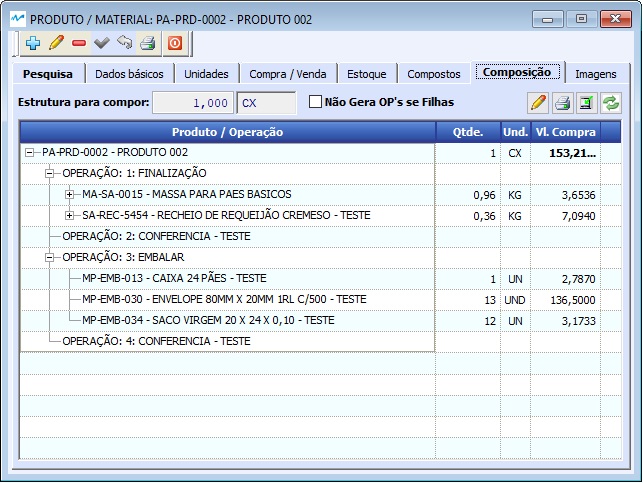 PRODUTO / MATERIAL: PA-PRD-0002 - PRODUTO 002
Pesquisa Dados básicos Unidades Compra / Venda Estoque Compostos Composição Imagens
Estrutura para compor: 1,000 CX Não Gera OP's se Filhas
Produto / Operação Qtde. Und. Vl. Compra
PA-PRD-0002 - PRODUTO 002 1 CX 153,21...
OPERAÇÃO: 1: FINALIZAÇÃO
MA-SA-0015 - MASSA PARA PAES BASICOS 0,96 KG 3,6536
SA-REC-5454 - RECHEIO DE REQUEIJÃO CREMESO - TESTE 0,36 KG 7,0940
OPERAÇÃO: 2: CONFERENCIA - TESTE
OPERAÇÃO: 3: EMBALAR
MP-EMB-013 - CAIXA 24 PÃES - TESTE 1 UN 2,7870
MP-EMB-030 - ENVELOPE 80MM X 20MM 1RL C/500 - TESTE 13 UND 136,5000
MP-EMB-034 - SACO VIRGEM 20 X 24 X 0,10 - TESTE 12 UN 3,1733
OPERAÇÃO: 4: CONFERENCIA - TESTE